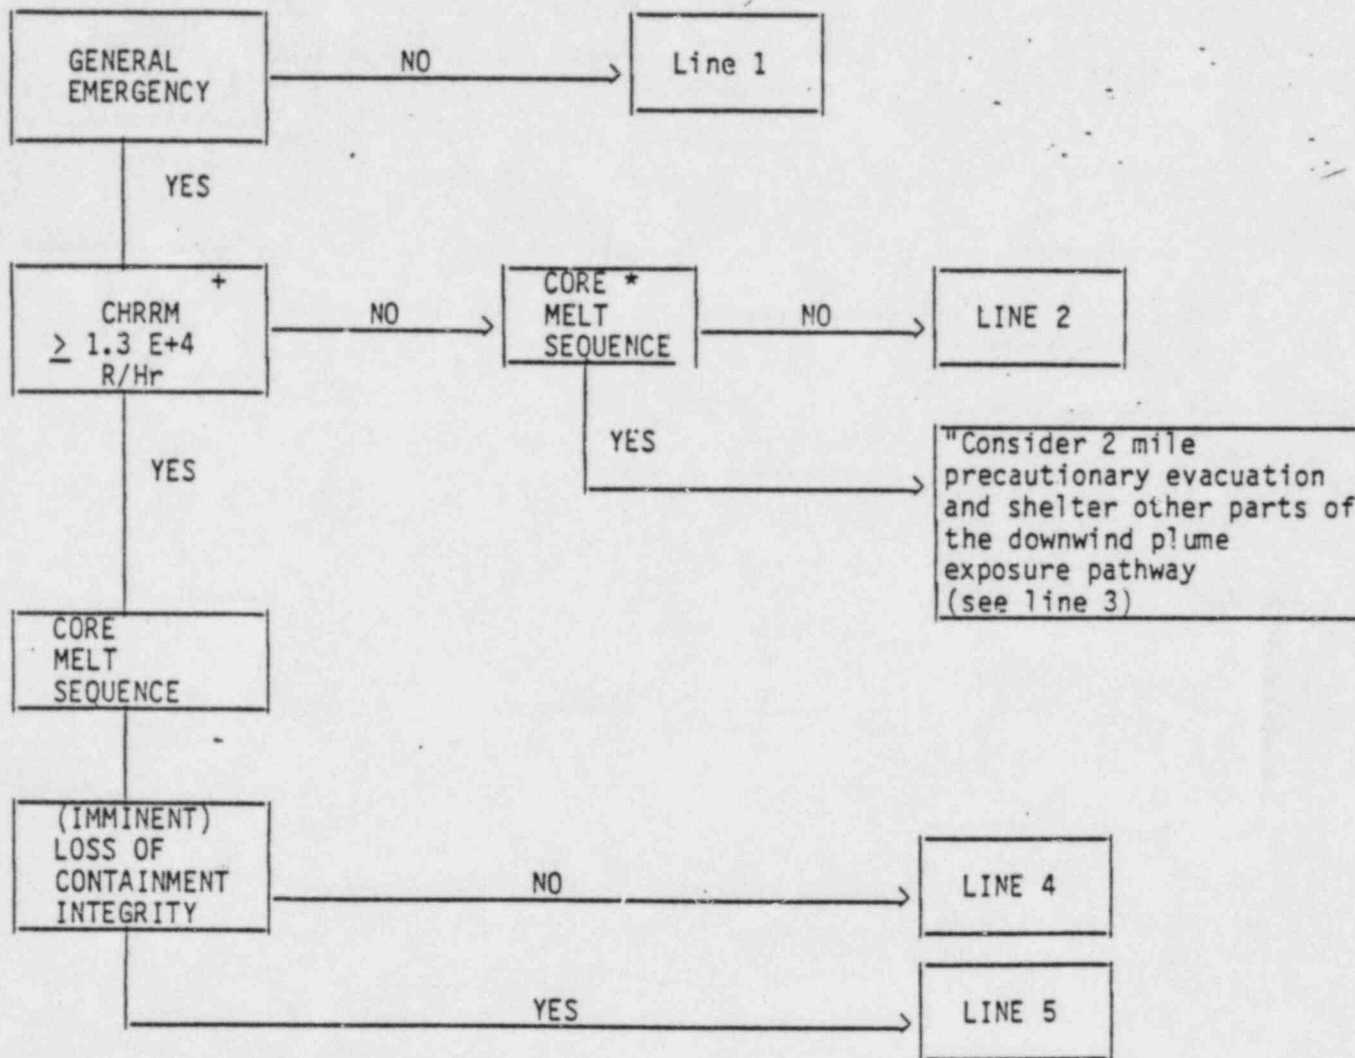 GENERAL
EMERGENCY
NO
Line 1
YES
+
CHRRM
≥ 1.3 E+4
R/Hr
NO
CORE *
MELT
SEQUENCE
NO
LINE 2
YES
YES
"Consider 2 mile
precautionary evacuation
and shelter other parts of
the downwind plume
exposure pathway
(see line 3)
CORE
MELT
SEQUENCE
(IMMINENT)
LOSS OF
CONTAINMENT
INTEGRITY
NO
LINE 4
YES
LINE 5